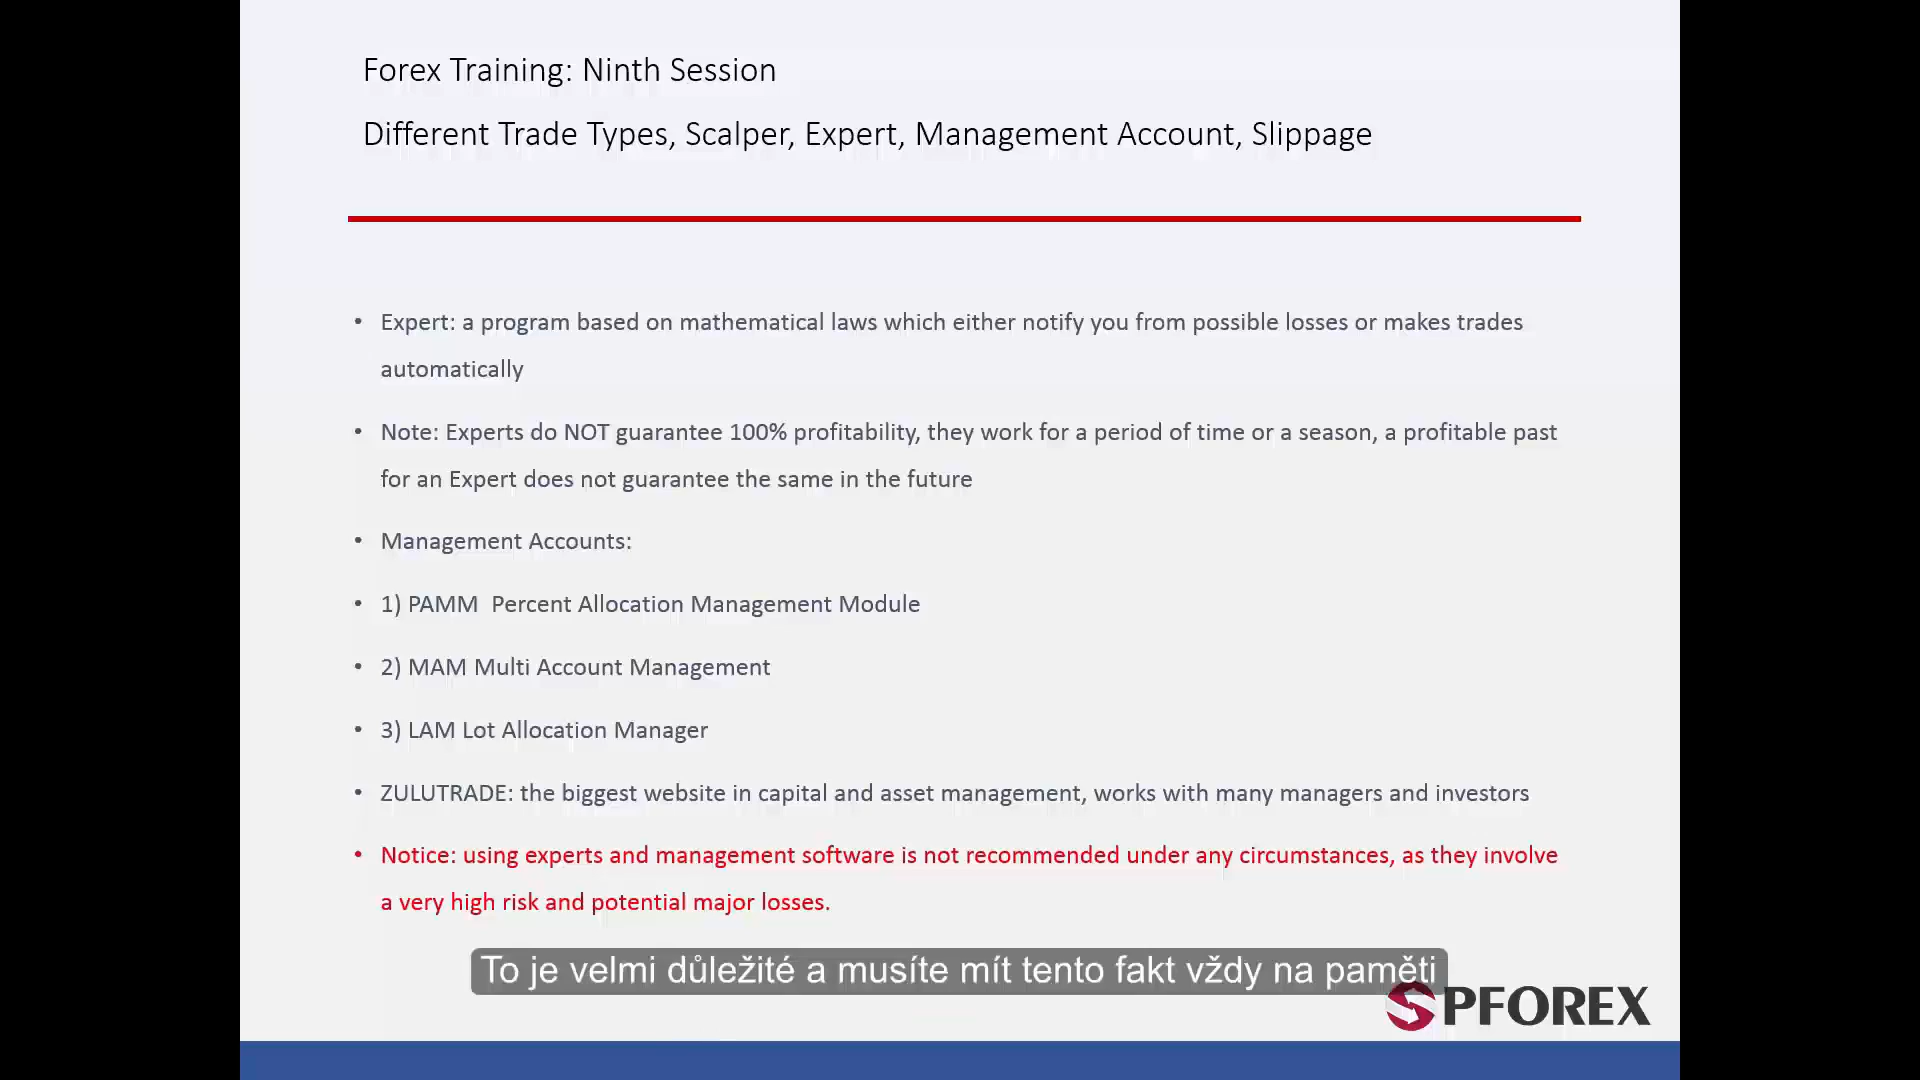 Forex Training: Ninth Session
Different Trade Types, Scalper, Expert, Management Account, Slippage
• Expert: a program based on mathematical laws which either notify you from possible losses or makes trades
automatically
• Note: Experts do NOT guarantee 100% profitability, they work for a period of time or a season, a profitable past
for an Expert does not guarantee the same in the future
• Management Accounts:
• 1) PAMM  Percent Allocation Management Module
• 2) MAM Multi Account Management
• 3) LAM Lot Allocation Manager
• ZULUTRADE: the biggest website in capital and asset management, works with many managers and investors
• Notice: using experts and management software is not recommended under any circumstances, as they involve
a very high risk and potential major losses.
To je velmi důležité a musíte mít tento fakt vždy na paměti
SPFOREX